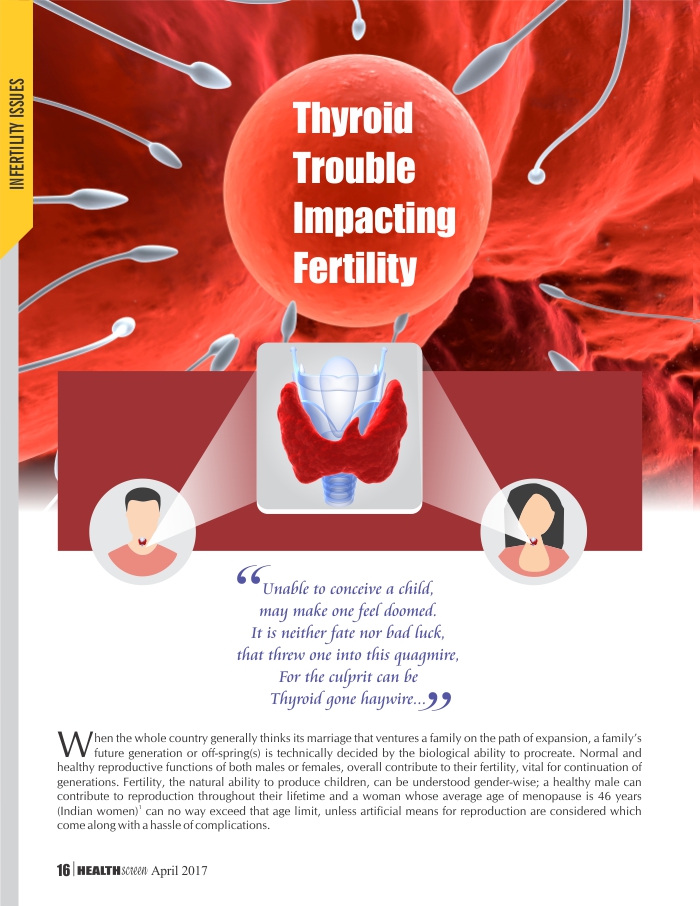 INFERTILITY ISSUES
Thyroid
Trouble
Impacting
Fertility
“Unable to conceive a child,
may make one feel doomed.
It is neither fate nor bad luck,
that threw one into this quagmire,
For the culprit can be
Thyroid gone haywire...”
When the whole country generally thinks its marriage that ventures a family on the path of expansion, a family’s
future generation or off-spring(s) is technically decided by the biological ability to procreate. Normal and
healthy reproductive functions of both males or females, overall contribute to their fertility, vital for continuation of
generations. Fertility, the natural ability to produce children, can be understood gender-wise; a healthy male can
contribute to reproduction throughout their lifetime and a woman whose average age of menopause is 46 years
(Indian women)¹ can no way exceed that age limit, unless artificial means for reproduction are considered which
come along with a hassle of complications.
16 | HEALTHscreen April 2017